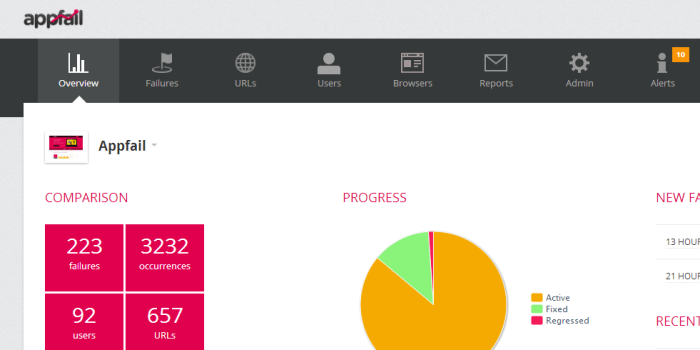 appfail
Overview
Failures
URLs
Users
Browsers
Reports
Admin
10
Alerts
Appfail
COMPARISON
223
failures
3232
occurrences
92
users
657
URLs
PROGRESS
Active
Fixed
Regressed
NEW FA
13 HOUR
21 HOUR
RECENT